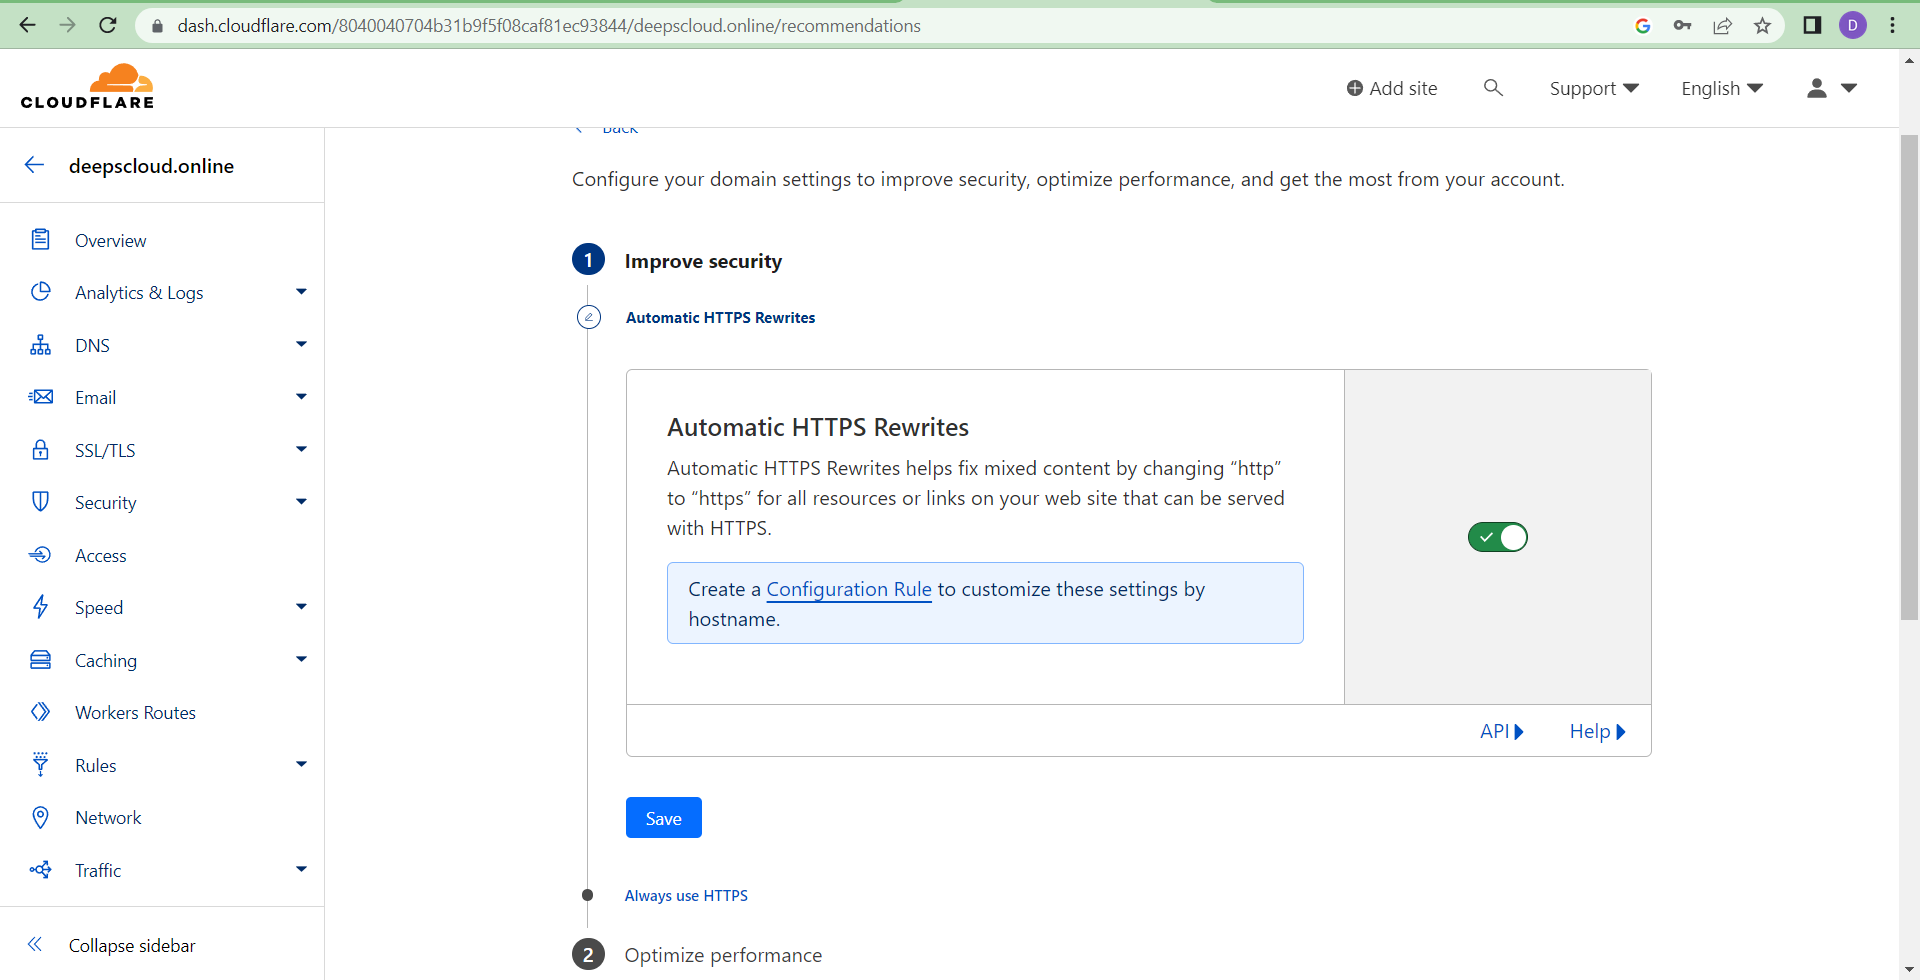 dash.cloudflare.com/8040040704b31b9f5f08caf81ec93844/deepscloud.online/recommendations
D
CLOUDFLARE
Add site
Support
English
Back
deepscloud.online
Configure your domain settings to improve security, optimize performance, and get the most from your account.
Overview
Analytics & Logs
DNS
Email
SSL/TLS
Security
Access
Speed
Caching
Workers Routes
Rules
Network
Traffic
Collapse sidebar
1 Improve security
Automatic HTTPS Rewrites
Automatic HTTPS Rewrites
Automatic HTTPS Rewrites helps fix mixed content by changing “http”
to “https” for all resources or links on your web site that can be served
with HTTPS.
Create a Configuration Rule to customize these settings by
hostname.
API
Help
Save
Always use HTTPS
2 Optimize performance